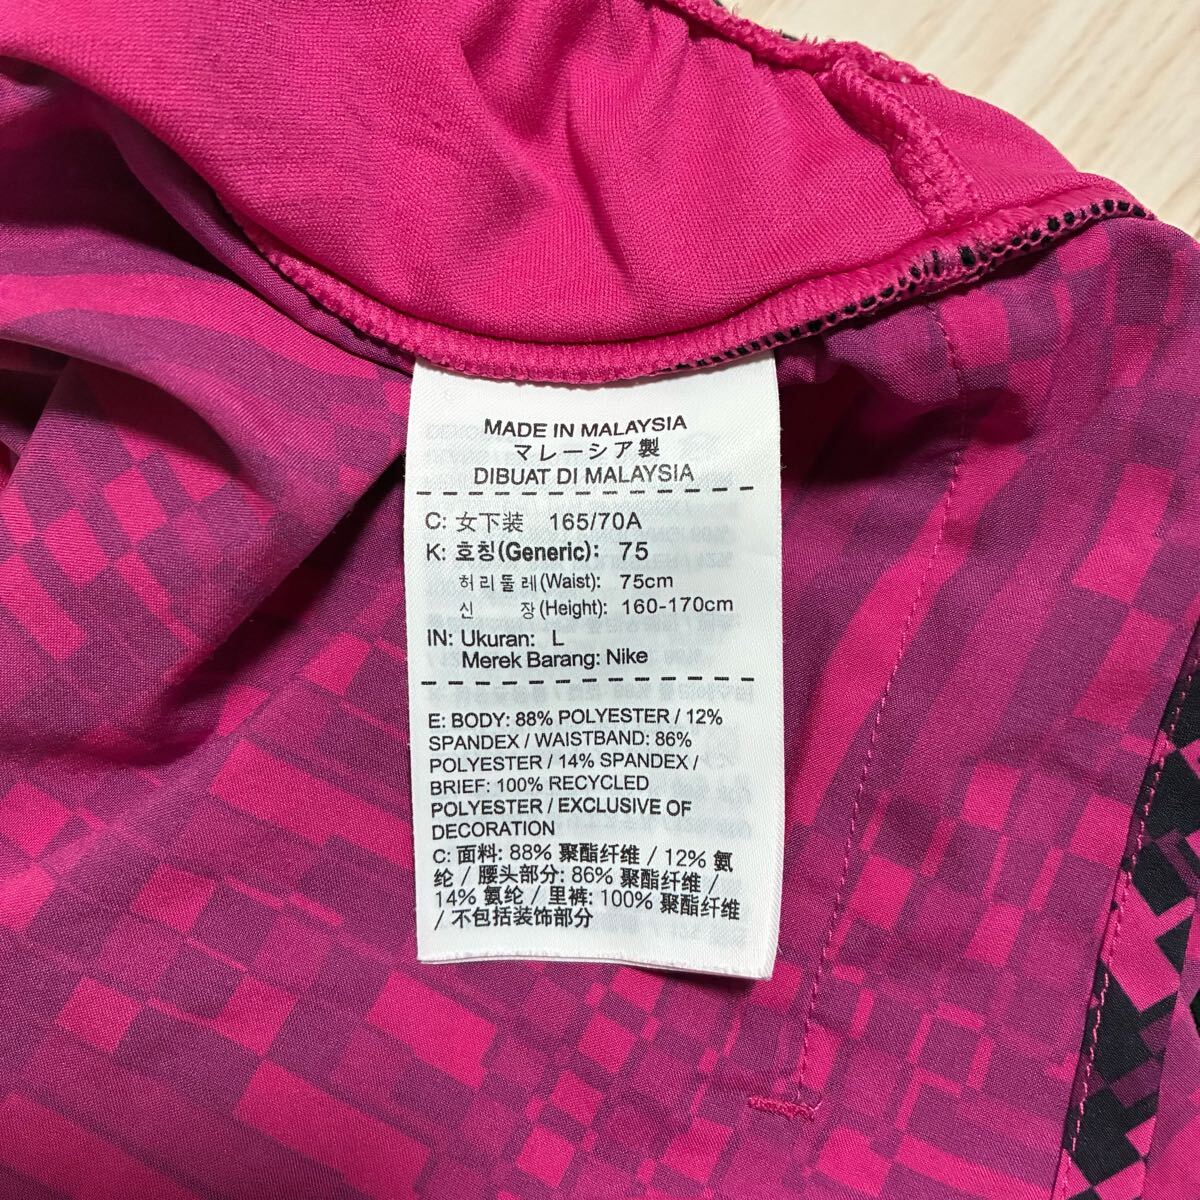 MADE IN MALAYSIA
マレーシア製
DIBUAT DI MALAYSIA
C: 女下装 165/70A
K: 호칭(Generic): 75
허리둘레(Waist): 75cm
신 장(Height): 160-170cm
IN: Ukuran: L
Merek Barang: Nike
E: BODY: 88% POLYESTER / 12%
SPANDEX / WAISTBAND: 86%
POLYESTER / 14% SPANDEX /
BRIEF: 100% RECYCLED
POLYESTER / EXCLUSIVE OF
DECORATION
C: 面料: 88% 聚酯纤维 / 12% 氨
纶 / 腰头部分: 86% 聚酯纤维 /
14% 氨纶 / 里裤: 100% 聚酯纤维
/ 不包括装饰部分